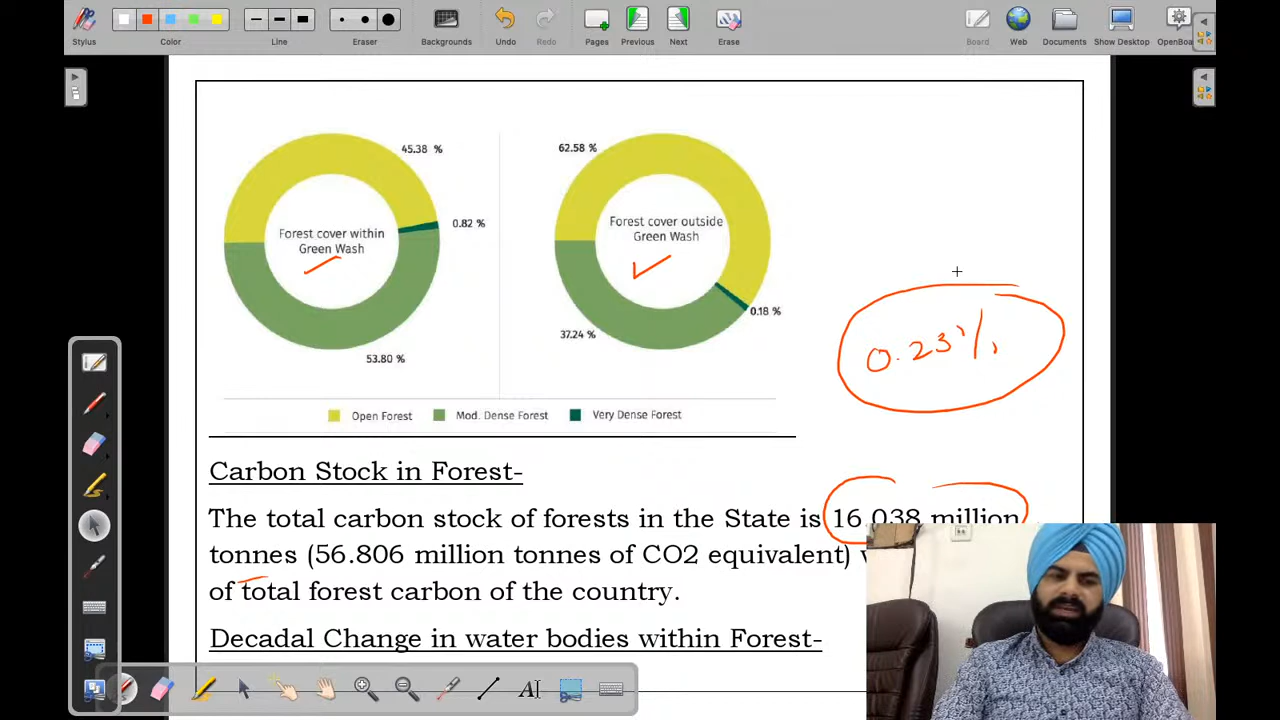 Stylus
Color
Line
Eraser
Backgrounds
Undo
Redo
Pages
Previous
Next
Erase
Board
Web
Documents
Show Desktop
OpenBoa
45.38 %
Forest cover within
Green Wash
0.82 %
53.80 %
62.58 %
Forest cover outside
Green Wash
0.18 %
37.24 %
0.23%
Open Forest
Mod. Dense Forest
Very Dense Forest
Carbon Stock in Forest-
The total carbon stock of forests in the State is 16.038 million
tonnes (56.806 million tonnes of CO2 equivalent)
of total forest carbon of the country.
Decadal Change in water bodies within Forest-